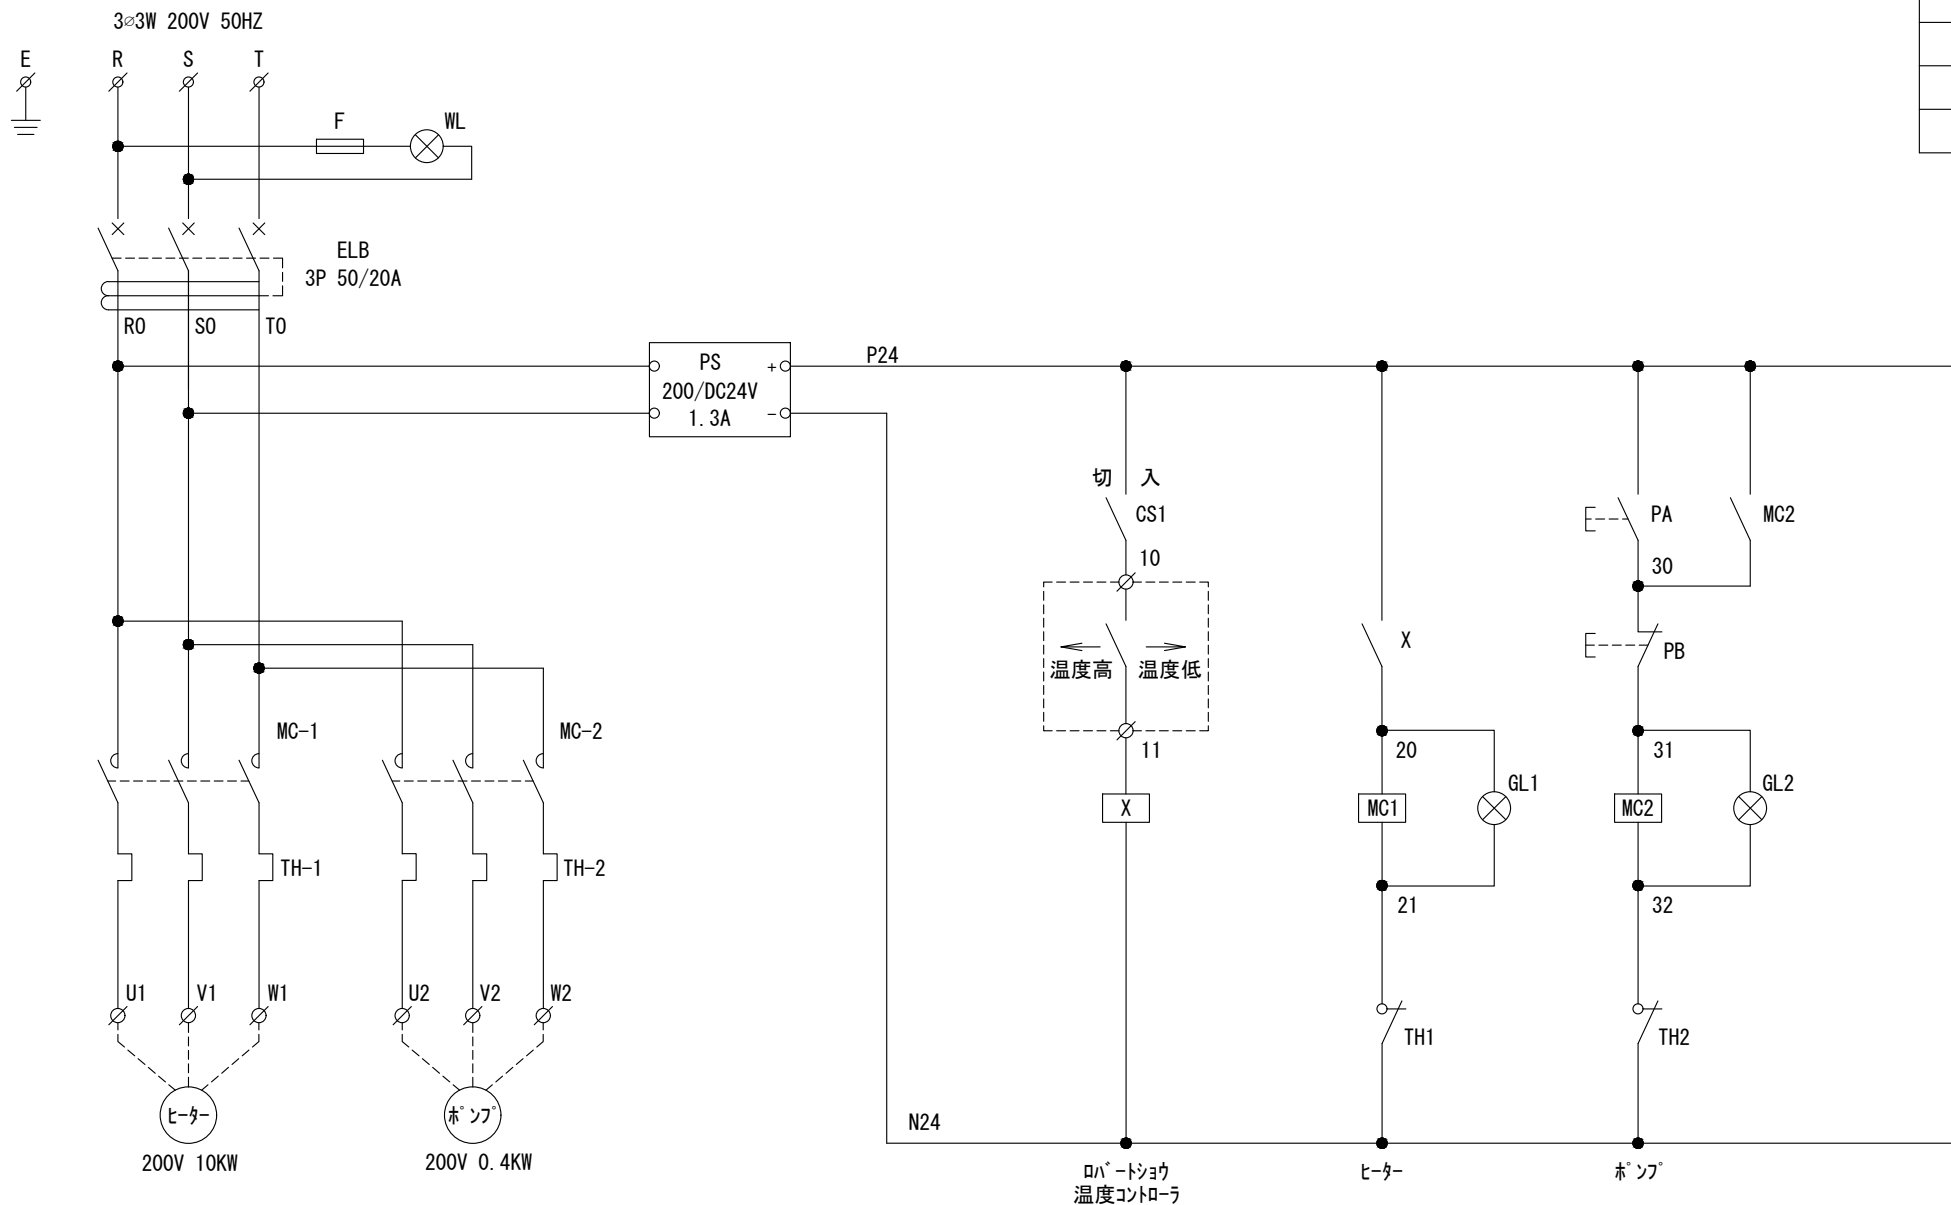 3∅3W 200V 50HZ
E
R
S
T
F
WL
ELB
3P 50/20A
R0
S0
T0
PS
200/DC24V
1.3A
+
-
P24
切
入
CS1
10
温度高
温度低
11
X
X
20
MC1
GL1
21
TH1
PA
MC2
30
PB
31
MC2
GL2
32
TH2
MC-1
MC-2
TH-1
TH-2
U1
V1
W1
U2
V2
W2
ﾋｰﾀｰ
ﾎﾟﾝﾌﾟ
200V 10KW
200V 0.4KW
N24
ﾛﾊﾞｰﾄｼｮｳ
温度ｺﾝﾄﾛｰﾗ
ﾋｰﾀｰ
ﾎﾟﾝﾌﾟ